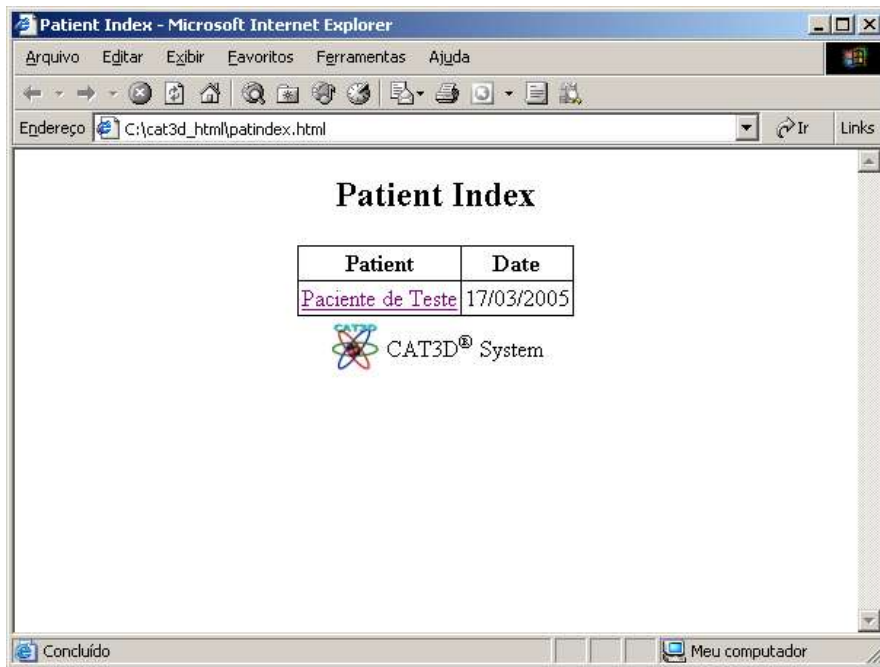 Patient Index - Microsoft Internet Explorer
Arquivo Editar Exibir Favoritos Ferramentas Ajuda
Endereço C:\cat3d_html\patindex.html Ir Links
Patient Index
Patient Date
Paciente de Teste 17/03/2005
CAT3D
CAT3D® System
Concluído Meu computador